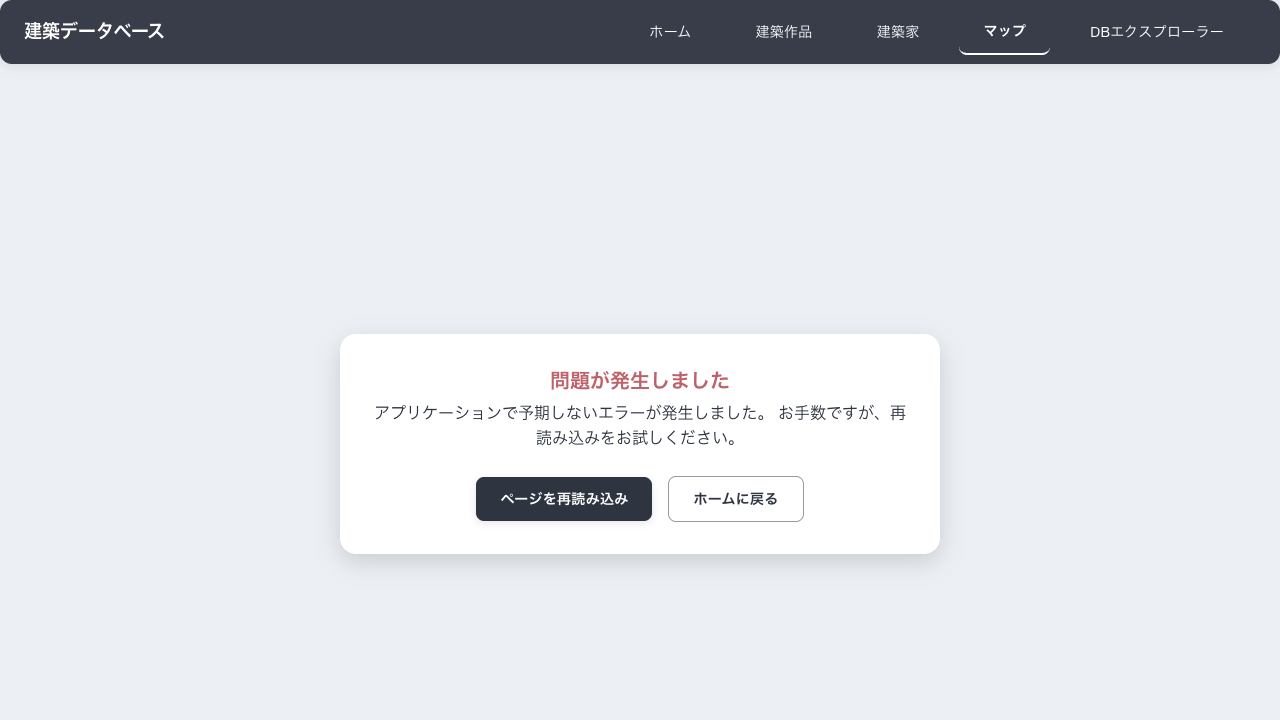 建築データベース
ホーム
建築作品
建築家
マップ
DBエクスプローラー
問題が発生しました
アプリケーションで予期しないエラーが発生しました。 お手数ですが、再
読み込みをお試しください。
ページを再読み込み
ホームに戻る